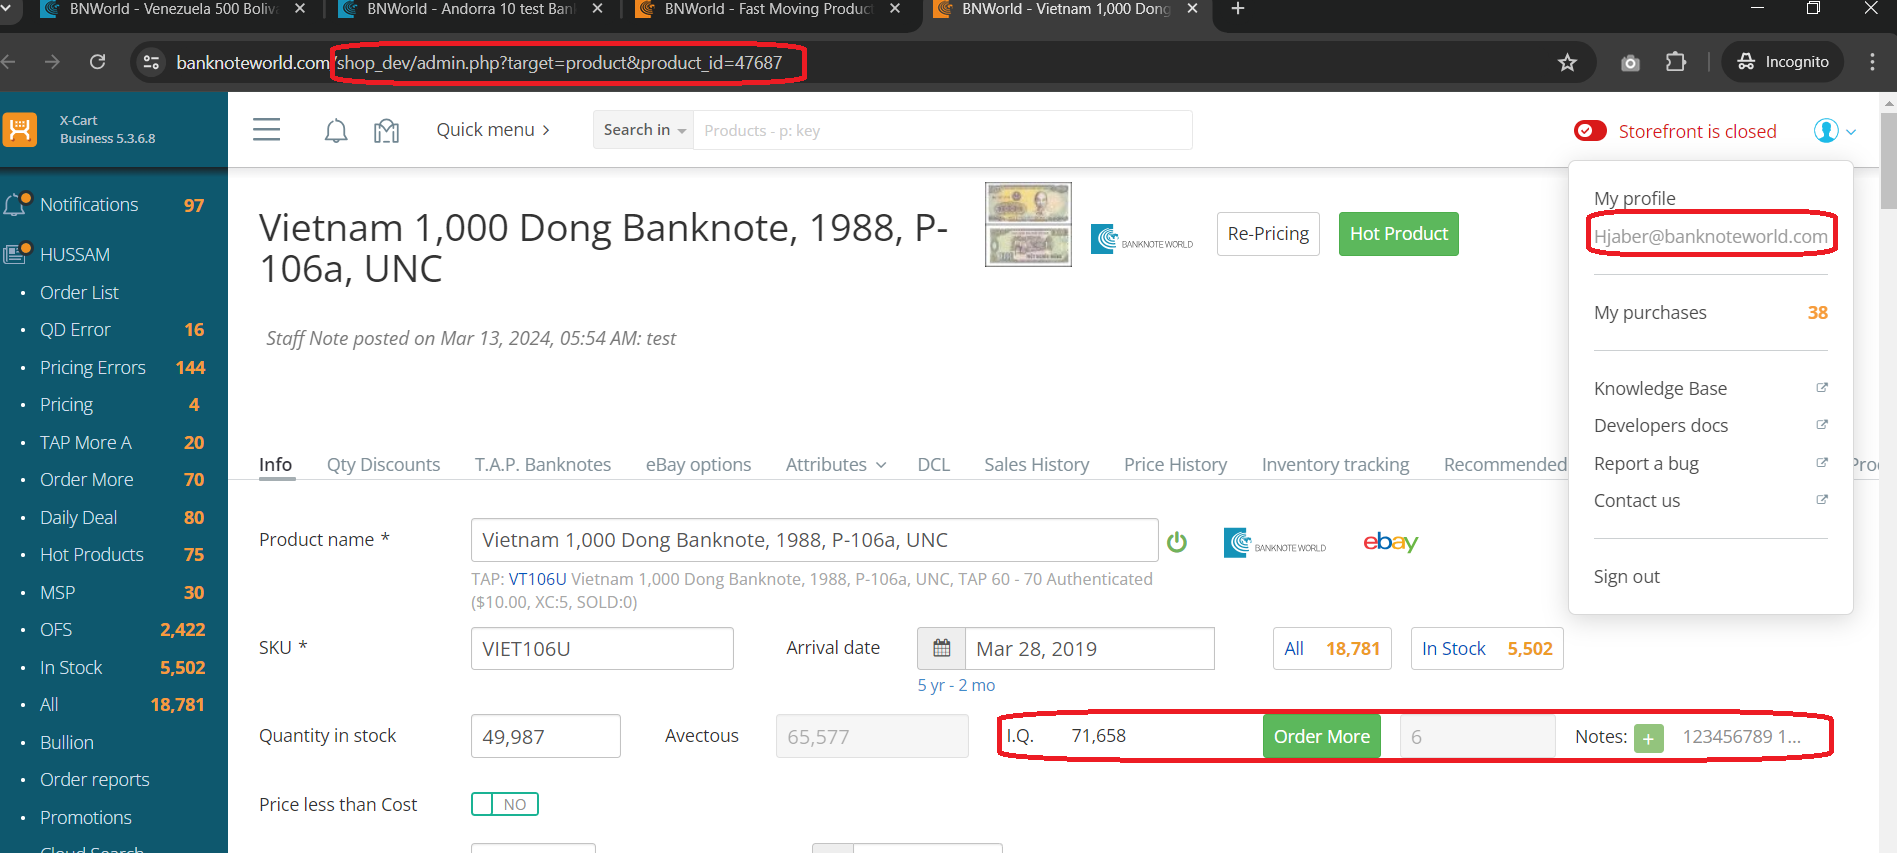 BNWorld - Venezuela 500 Boliva
BNWorld - Andorra 10 test Ban
BNWorld - Fast Moving Product
BNWorld - Vietnam 1,000 Dong
banknoteworld.com/shop_dev/admin.php?target=product&product_id=47687
Incognito
X-Cart
Business 5.3.6.8
Quick menu
Search in
Products - p: key
Storefront is closed
My profile
Hjaber@banknoteworld.com
My purchases 38
Knowledge Base
Developers docs
Report a bug
Contact us
Sign out
Notifications 97
HUSSAM
Order List
QD Error 16
Pricing Errors 144
Pricing 4
TAP More A 20
Order More 70
Daily Deal 80
Hot Products 75
MSP 30
OFS 2,422
In Stock 5,502
All 18,781
Bullion
Order reports
Promotions
Cloud Search
Vietnam 1,000 Dong Banknote, 1988, P-
106a, UNC
BANKNOTE WORLD
Re-Pricing
Hot Product
Staff Note posted on Mar 13, 2024, 05:54 AM: test
Info Qty Discounts T.A.P. Banknotes eBay options Attributes DCL Sales History Price History Inventory tracking Recommended Pro
Product name *
Vietnam 1,000 Dong Banknote, 1988, P-106a, UNC
BANKNOTE WORLD
ebay
TAP: VT106U Vietnam 1,000 Dong Banknote, 1988, P-106a, UNC, TAP 60 - 70 Authenticated
($10.00, XC:5, SOLD:0)
SKU *
VIET106U
Arrival date
Mar 28, 2019
All 18,781
In Stock 5,502
5 yr - 2 mo
Quantity in stock
49,987
Avectous
65,577
I.Q. 71,658
Order More
6
Notes: + 123456789 1...
Price less than Cost
NO